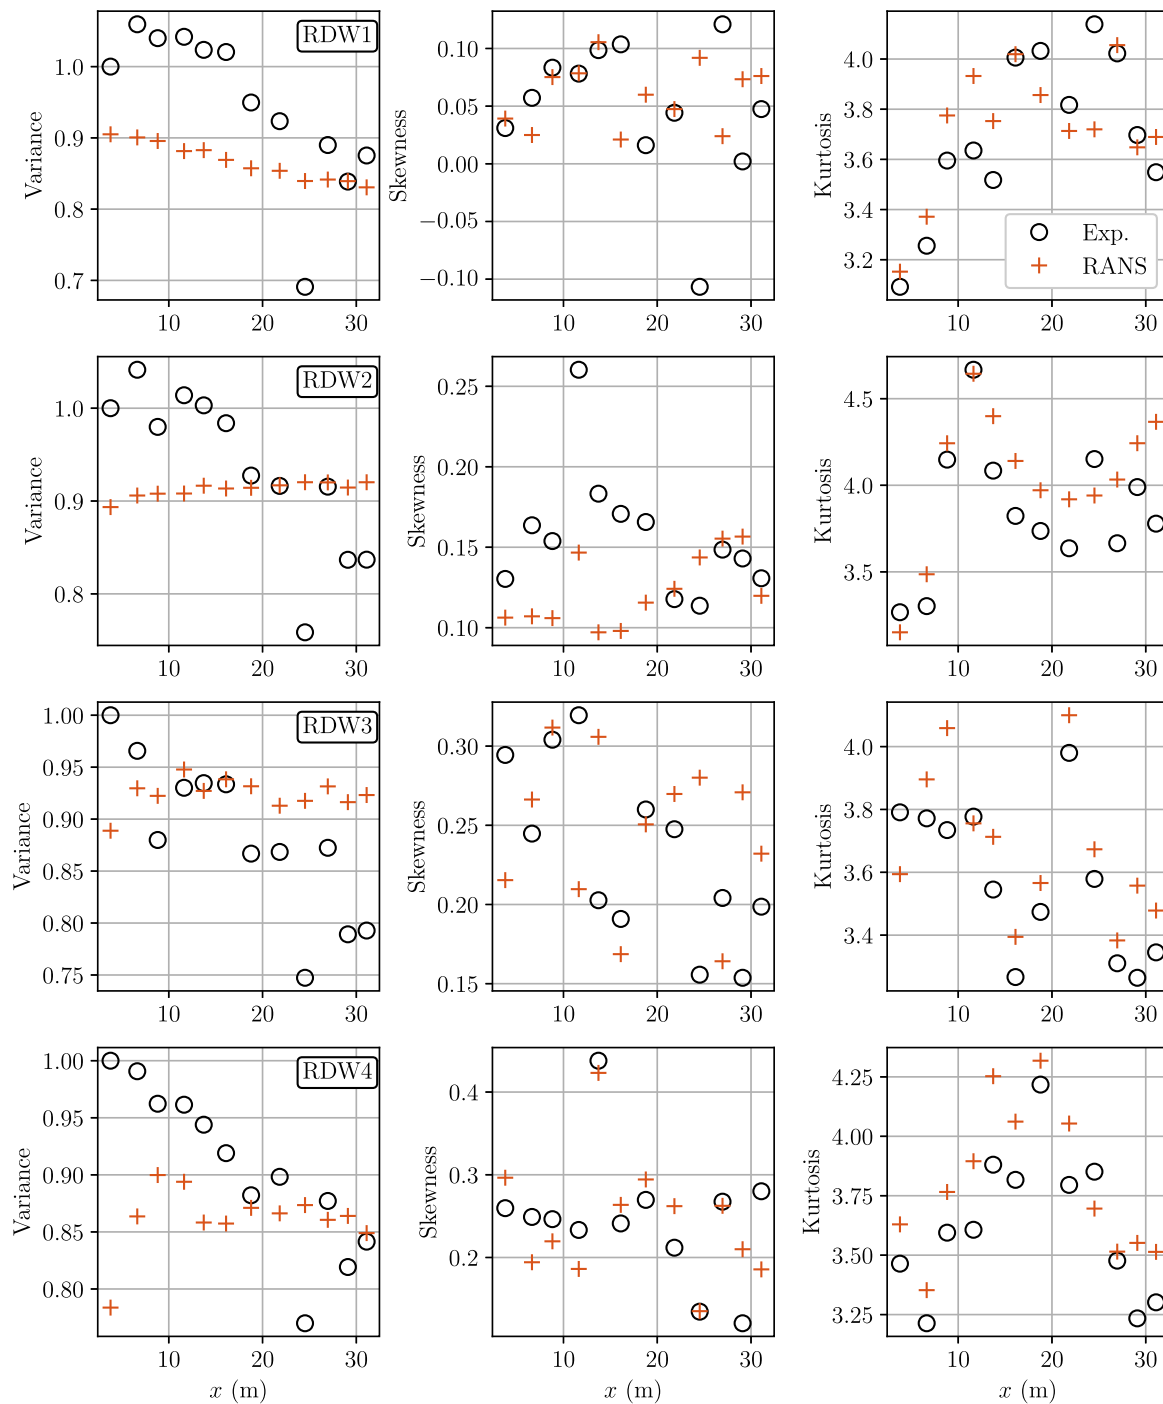 RDW1
Variance
1.0
0.9
0.8
0.7
10 20 30
Skewness
0.10
0.05
0.00
−0.05
−0.10
10 20 30
Kurtosis
4.0
3.8
3.6
3.4
3.2
Exp.
RANS
10 20 30
RDW2
Variance
1.0
0.9
0.8
10 20 30
Skewness
0.25
0.20
0.15
0.10
10 20 30
Kurtosis
4.5
4.0
3.5
10 20 30
RDW3
Variance
1.00
0.95
0.90
0.85
0.80
0.75
10 20 30
Skewness
0.30
0.25
0.20
0.15
10 20 30
Kurtosis
4.0
3.8
3.6
3.4
10 20 30
RDW4
Variance
1.00
0.95
0.90
0.85
0.80
10 20 30
x (m)
Skewness
0.4
0.3
0.2
10 20 30
x (m)
Kurtosis
4.25
4.00
3.75
3.50
3.25
10 20 30
x (m)